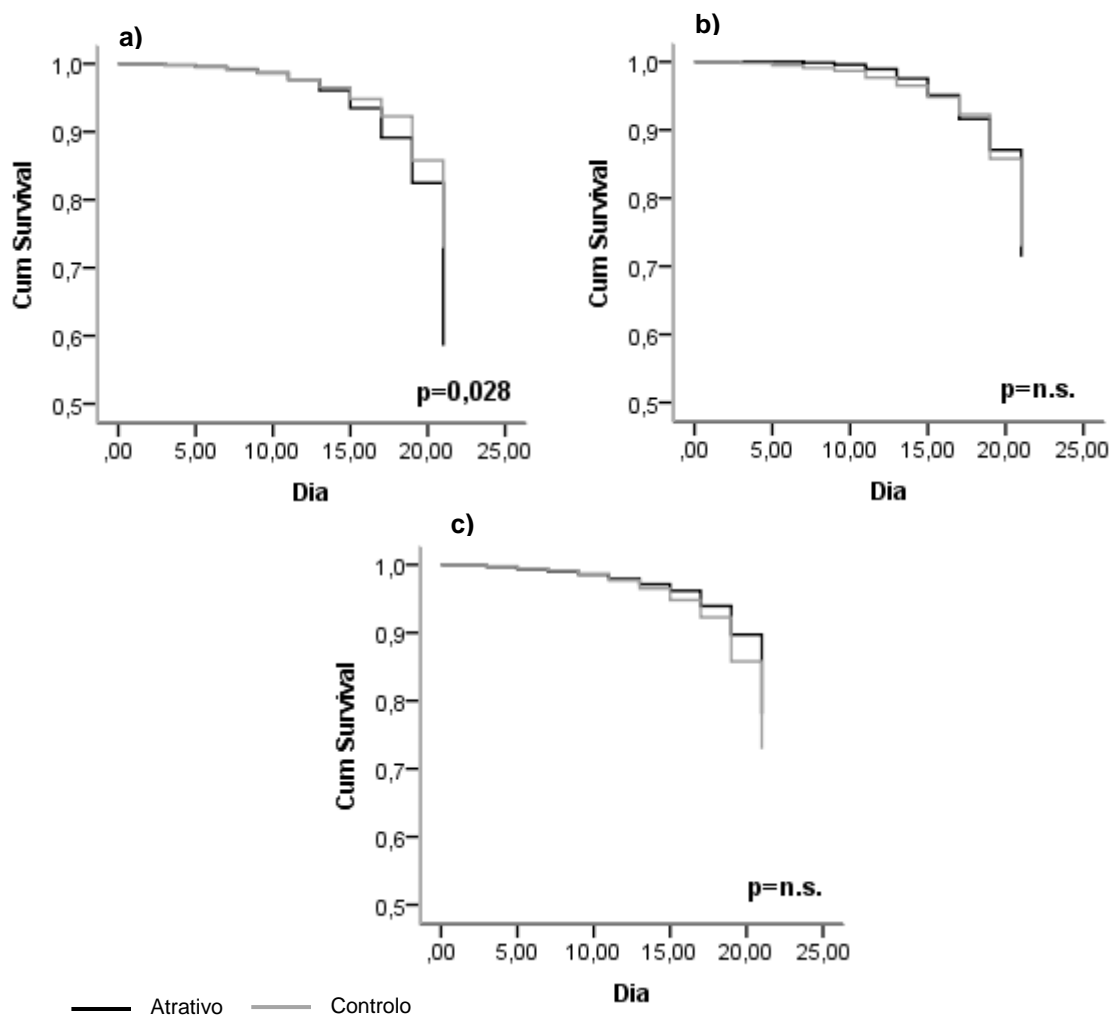 a)
Cum Survival
1,0
0,9
0,8
0,7
0,6
0,5
p=0,028
,00 5,00 10,00 15,00 20,00 25,00
Dia
b)
Cum Survival
1,0
0,9
0,8
0,7
0,6
0,5
p=n.s.
,00 5,00 10,00 15,00 20,00 25,00
Dia
c)
Cum Survival
1,0
0,9
0,8
0,7
0,6
0,5
p=n.s.
,00 5,00 10,00 15,00 20,00 25,00
Dia
Atrativo Controlo